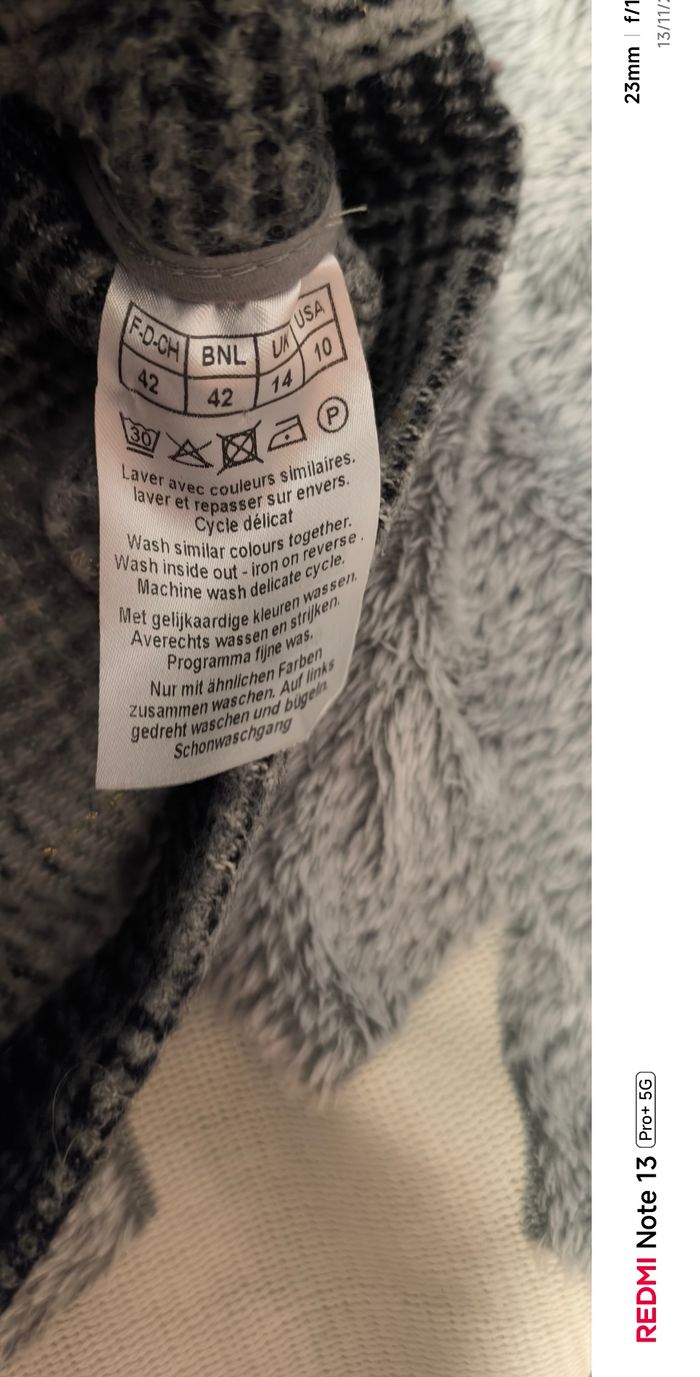 F-D-CH BNL UK USA
42 42 14 10
30 P
Laver avec couleurs similaires.
laver et repasser sur envers.
Cycle délicat
Wash similar colours together.
Wash inside out - iron on reverse .
Machine wash delicate cycle.
Met gelijkaardige kleuren wassen.
Averechts wassen en strijken.
Programma fijne was.
Nur mit ähnlichen Farben
zusammen waschen. Auf links
gedreht waschen und bügeln.
Schonwaschgang
REDMI Note 13 Pro+ 5G
23mm | f/1
13/11/